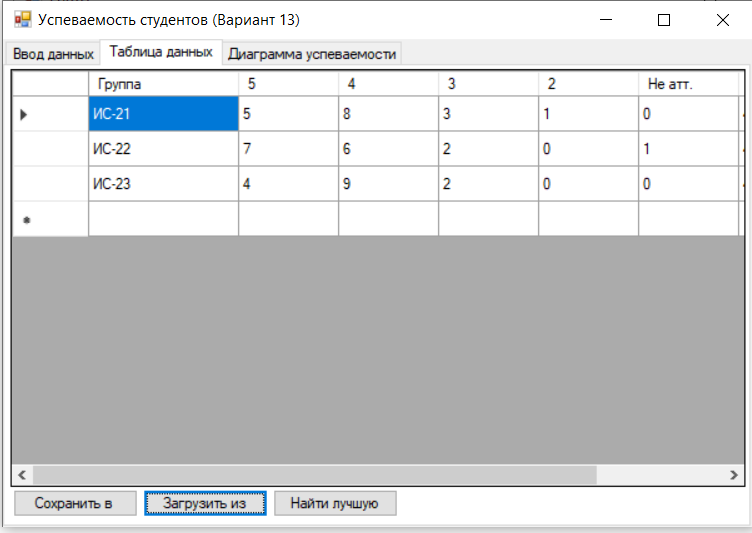 Успеваемость студентов (Вариант 13)
Ввод данных Таблица данных Диаграмма успеваемости
Группа 5 4 3 2 Не атт.
ИС-21 5 8 3 1 0
ИС-22 7 6 2 0 1
ИС-23 4 9 2 0 0
Сохранить в Загрузить из Найти лучшую